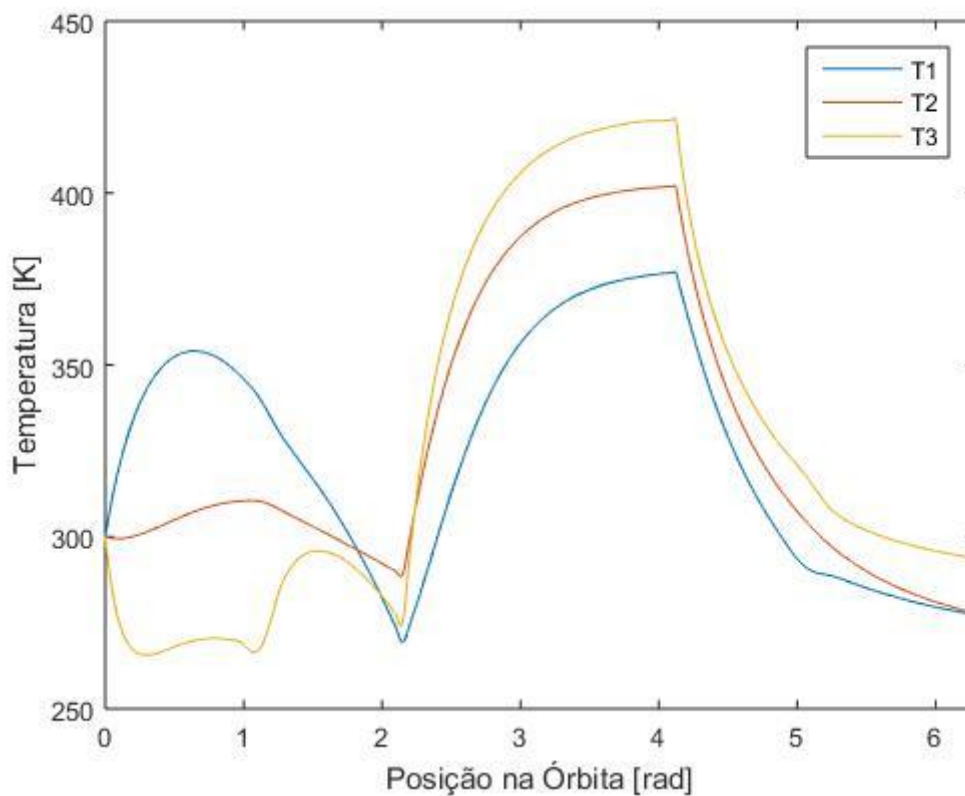 450
400
350
300
250
Temperatura [K]
0 1 2 3 4 5 6
Posição na Órbita [rad]
T1
T2
T3